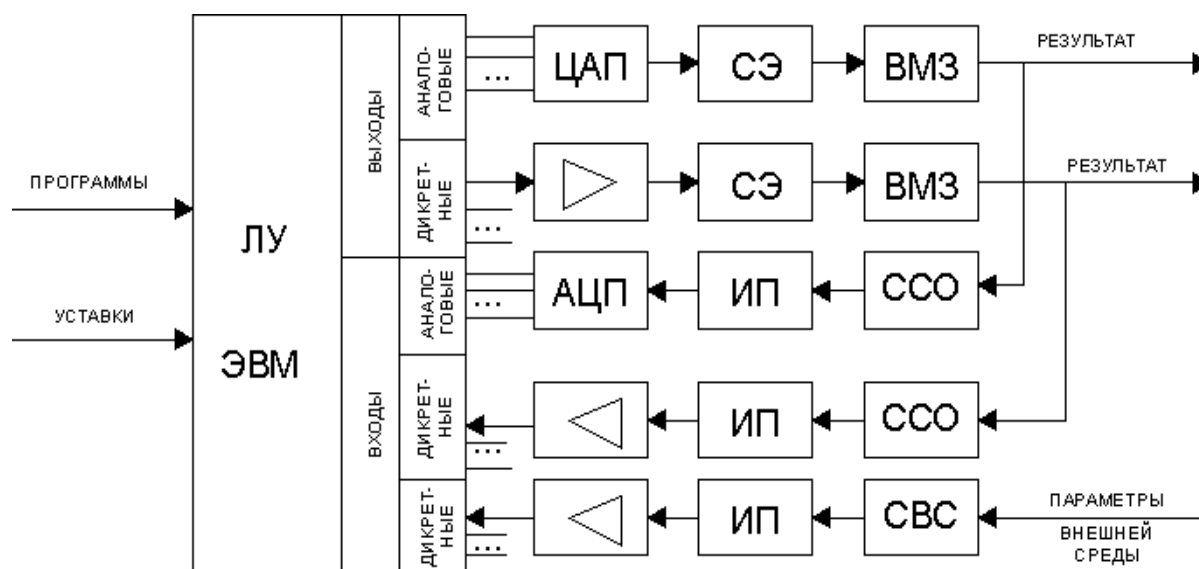 ПРОГРАММЫ
УСТАВКИ
ЛУ
ЭВМ
ВЫХОДЫ
ВХОДЫ
АНАЛО-
ГОВЫЕ
ДИКРЕТ-
НЫЕ
АНАЛО-
ГОВЫЕ
ДИКРЕТ-
НЫЕ
ДИКРЕТ-
НЫЕ
...
ЦАП
СЭ
ВМЗ
РЕЗУЛЬТАТ
...
СЭ
ВМЗ
РЕЗУЛЬТАТ
...
АЦП
ИП
ССО
...
ИП
ССО
...
ИП
СВС
ПАРАМЕТРЫ
ВНЕШНЕЙ
СРЕДЫ